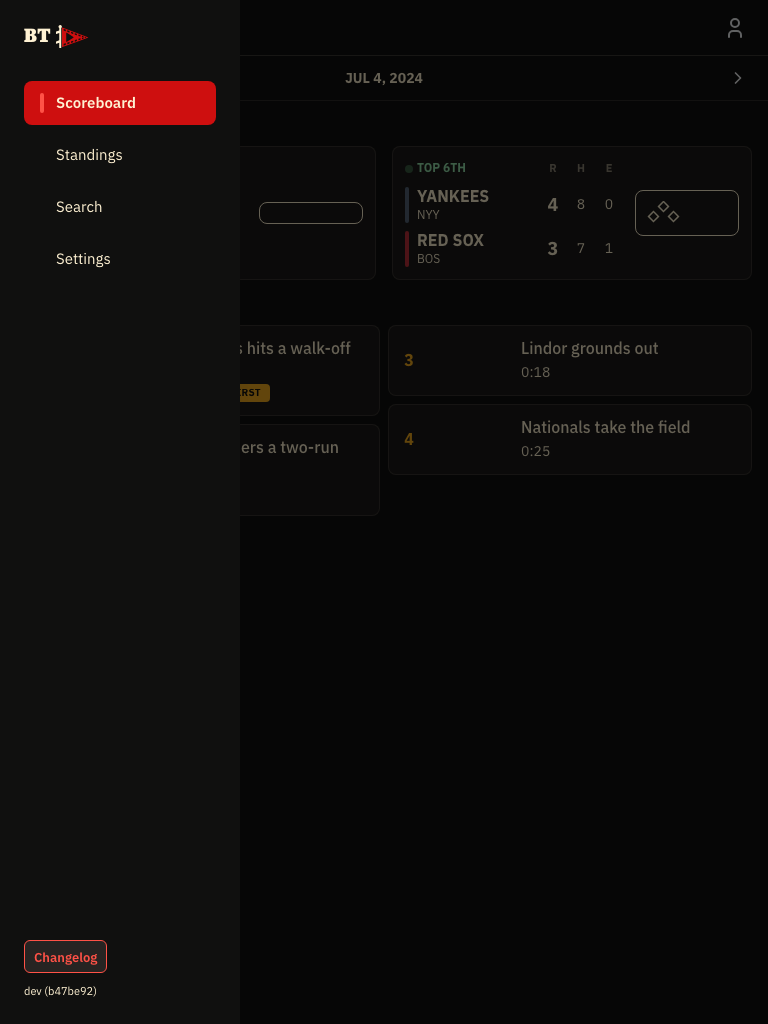 BT
JUL 4, 2024
Scoreboard
Standings
Search
Settings
TOP 6TH R H E
YANKEES 4 8 0
NYY
RED SOX 3 7 1
BOS
hits a walk-off
3 Lindor grounds out
0:18
a two-run
4 Nationals take the field
0:25
Changelog
dev (b47be92)